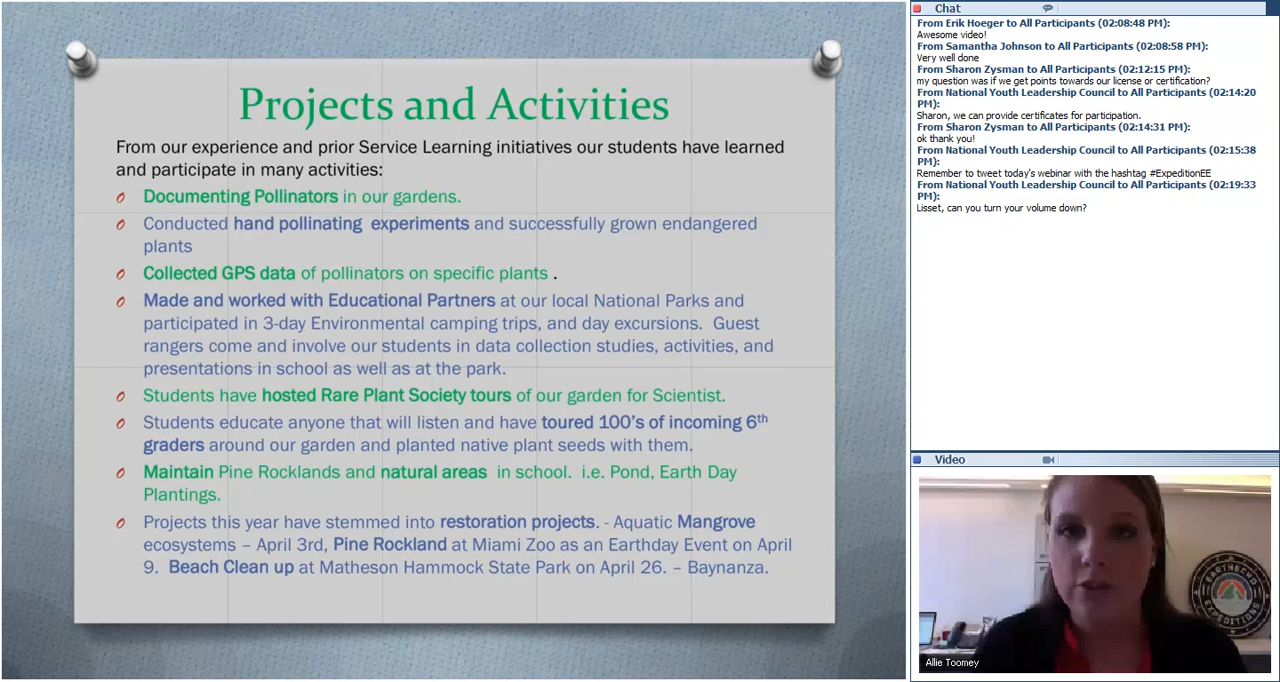 Projects and Activities
From our experience and prior Service Learning initiatives our students have learned
and participate in many activities:
Documenting Pollinators in our gardens.
Conducted hand pollinating experiments and successfully grown endangered
plants
Collected GPS data of pollinators on specific plants .
Made and worked with Educational Partners at our local National Parks and
participated in 3-day Environmental camping trips, and day excursions. Guest
rangers come and involve our students in data collection studies, activities, and
presentations in school as well as at the park.
Students have hosted Rare Plant Society tours of our garden for Scientist.
Students educate anyone that will listen and have toured 100's of incoming 6th
graders around our garden and planted native plant seeds with them.
Maintain Pine Rocklands and natural areas in school. i.e. Pond, Earth Day
Plantings.
Projects this year have stemmed into restoration projects. - Aquatic Mangrove
ecosystems – April 3rd, Pine Rockland at Miami Zoo as an Earthday Event on April
9. Beach Clean up at Matheson Hammock State Park on April 26. – Baynanza.
Chat
From Erik Hoeger to All Participants (02:08:48 PM):
Awesome video!
From Samantha Johnson to All Participants (02:08:58 PM):
Very well done
From Sharon Zysman to All Participants (02:12:15 PM):
my question was if we get points towards our license or certification?
From National Youth Leadership Council to All Participants (02:14:20
PM):
Sharon, we can provide certificates for participation.
From Sharon Zysman to All Participants (02:14:31 PM):
ok thank you!
From National Youth Leadership Council to All Participants (02:15:38
PM):
Remember to tweet today's webinar with the hashtag #ExpeditionEE
From National Youth Leadership Council to All Participants (02:19:33
PM):
Lisset, can you turn your volume down?
Video
EARTHECHO
EXPEDITIONS
Allie Toomey